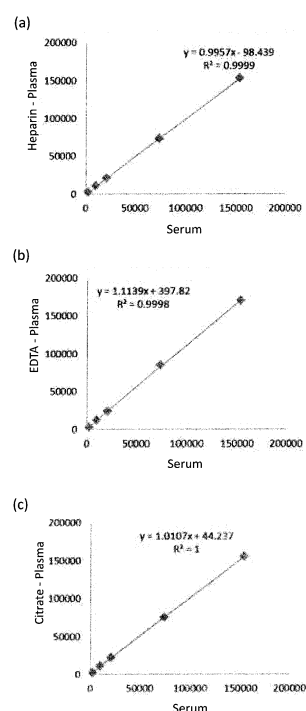 (a)
y = 0.9957x - 98.439
R² = 0.9999
Heparin - Plasma
200000
150000
100000
50000
0
0 50000 100000 150000 200000
Serum
(b)
y = 1.1139x + 397.82
R² = 0.9998
EDTA - Plasma
200000
150000
100000
50000
0
0 50000 100000 150000 200000
Serum
(c)
y = 1.0107x + 44.237
R² = 1
Citrate - Plasma
200000
150000
100000
50000
0
0 50000 100000 150000 200000
Serum